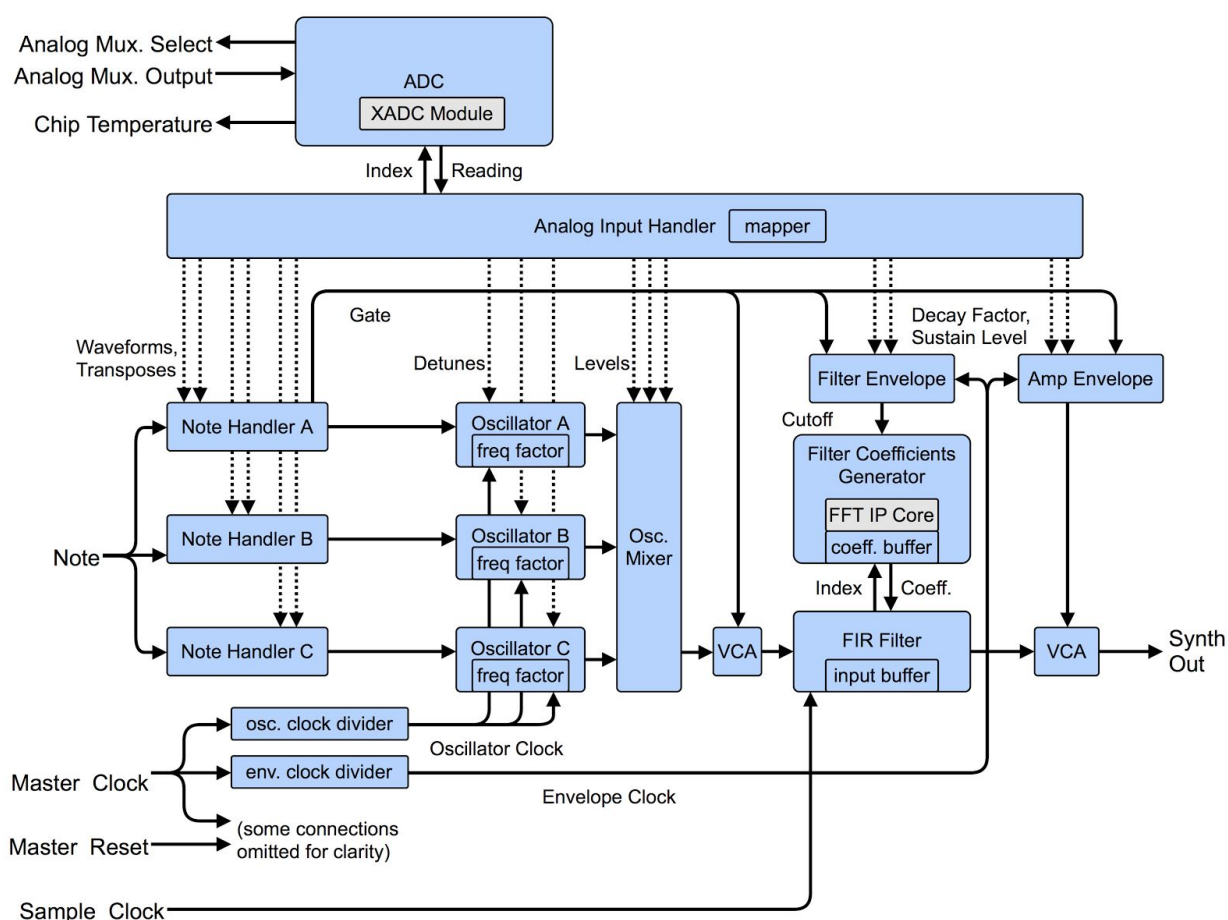 Analog Mux. Select
Analog Mux. Output
Chip Temperature
ADC
XADC Module
Index
Reading
Analog Input Handler
mapper
Gate
Waveforms,
Transposes
Detunes
Levels
Decay Factor,
Sustain Level
Note Handler A
Oscillator A
freq factor
Filter Envelope
Amp Envelope
Cutoff
Filter Coefficients
Generator
FFT IP Core
coeff. buffer
Note
Note Handler B
Oscillator B
freq factor
Osc.
Mixer
Index
Coeff.
Note Handler C
Oscillator C
freq factor
VCA
FIR Filter
input buffer
VCA
Synth
Out
osc. clock divider
Oscillator Clock
Master Clock
env. clock divider
Envelope Clock
Master Reset
(some connections
omitted for clarity)
Sample Clock